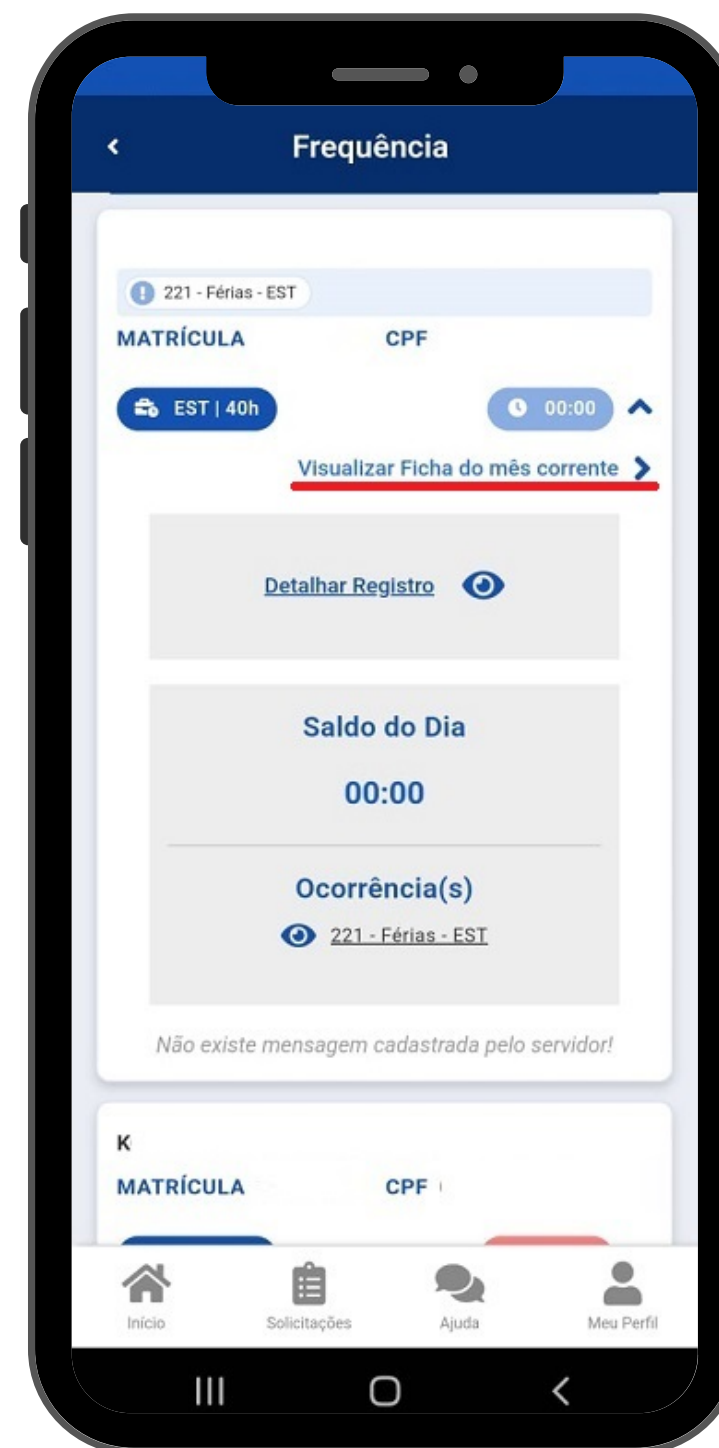 Frequência
221 - Férias - EST
MATRÍCULA CPF
EST | 40h 00:00
Visualizar Ficha do mês corrente
Detalhar Registro
Saldo do Dia
00:00
Ocorrência(s)
221 - Férias - EST
Não existe mensagem cadastrada pelo servidor!
K
MATRÍCULA CPF
Início Solicitações Ajuda Meu Perfil